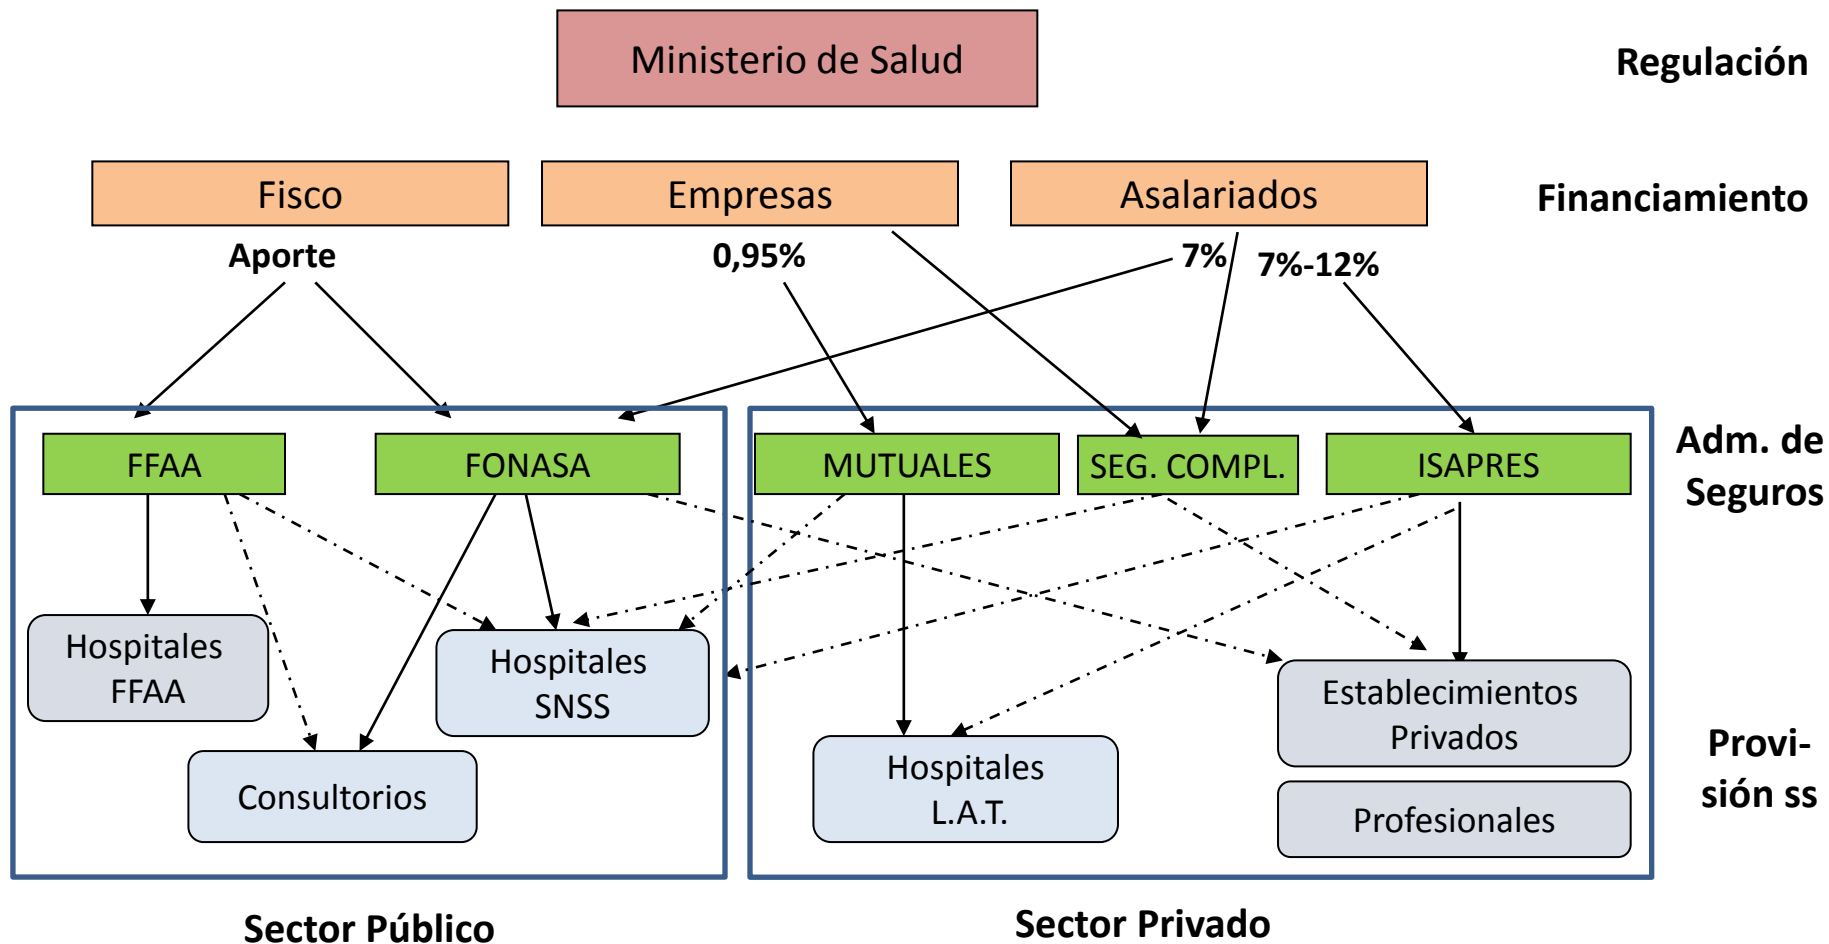 Ministerio de Salud
Regulación
Fisco
Empresas
Asalariados
Financiamiento
Aporte
0,95%
7%
7%-12%
FFAA
FONASA
MUTUALES
SEG. COMPL.
ISAPRES
Adm. de
Seguros
Hospitales
FFAA
Hospitales
SNSS
Consultorios
Hospitales
L.A.T.
Establecimientos
Privados
Profesionales
Provi-
sión ss
Sector Público
Sector Privado